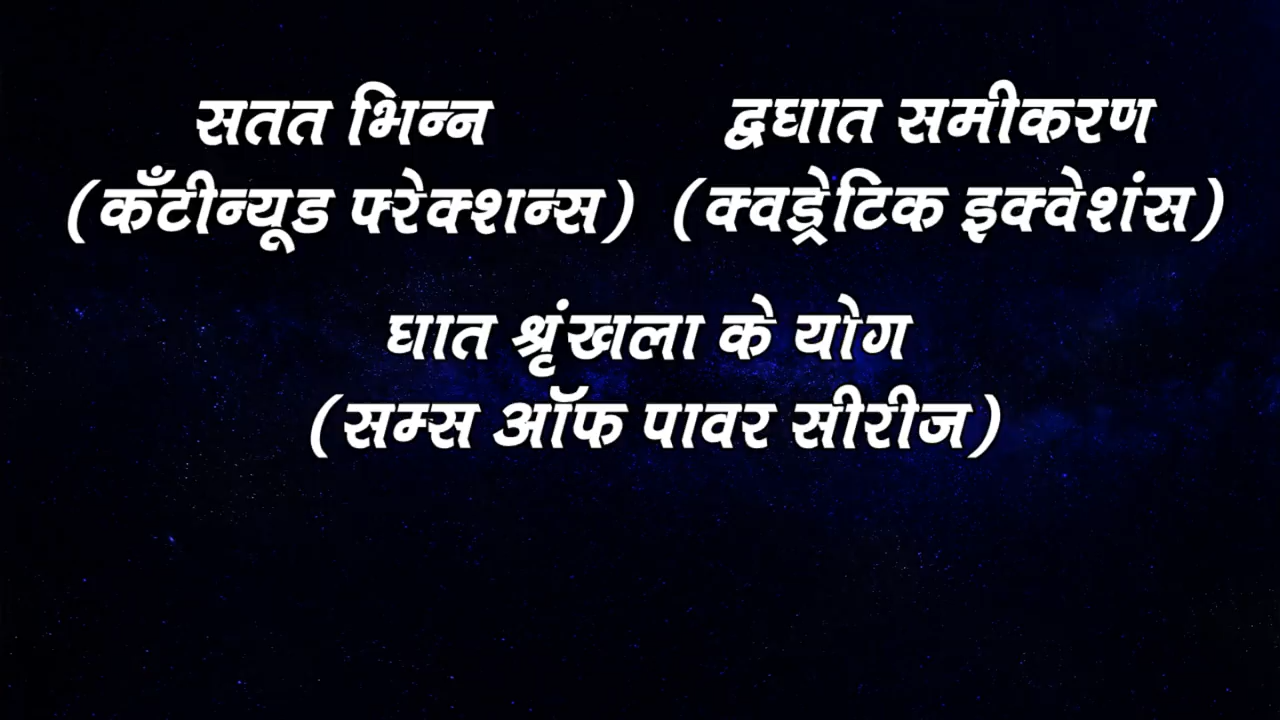 सतत भिन्न
(कँटीन्यूड फरेक्शन्स)
द्वघात समीकरण
(क्वड्रेटिक इक्वेशंस)
घात श्रृंखला के योग
(सम्स ऑफ पावर सीरीज)